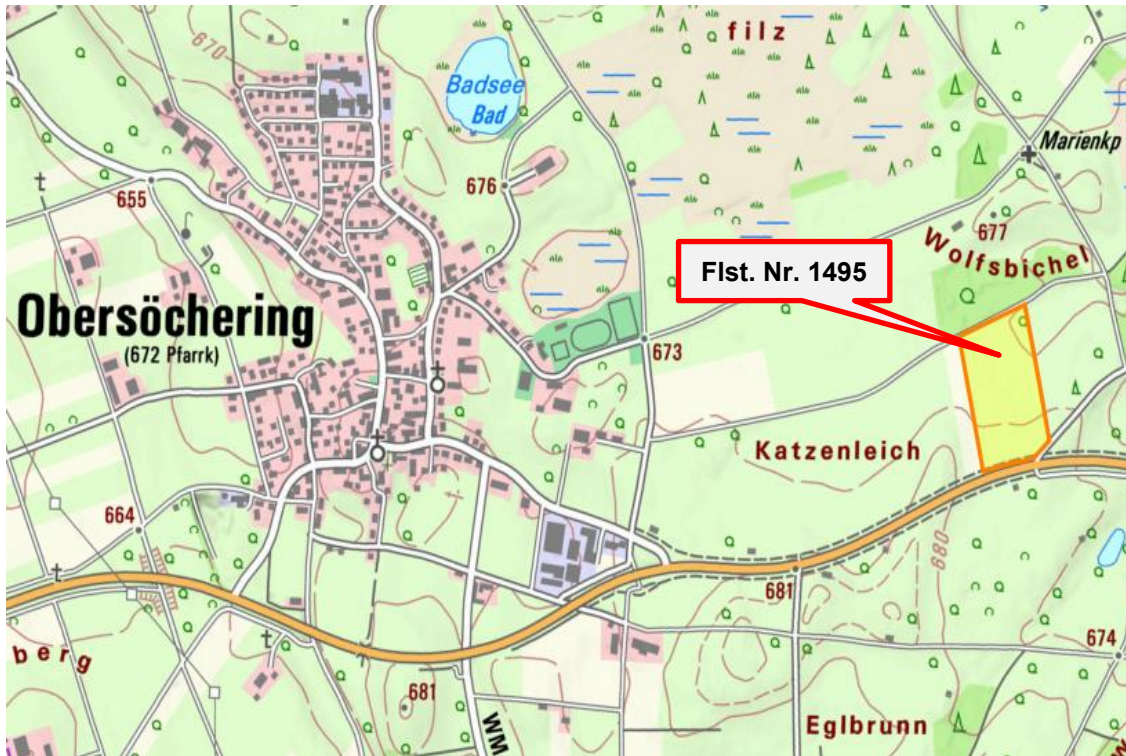 filz
670
Badsee
Bad
Marienkp
676
655
677
Wolfsbichel
Flst. Nr. 1495
Obersöchering
(672 Pfarrk)
673
Katzenleich
664
680
681
674
berg
681
WM
Eglbrunn